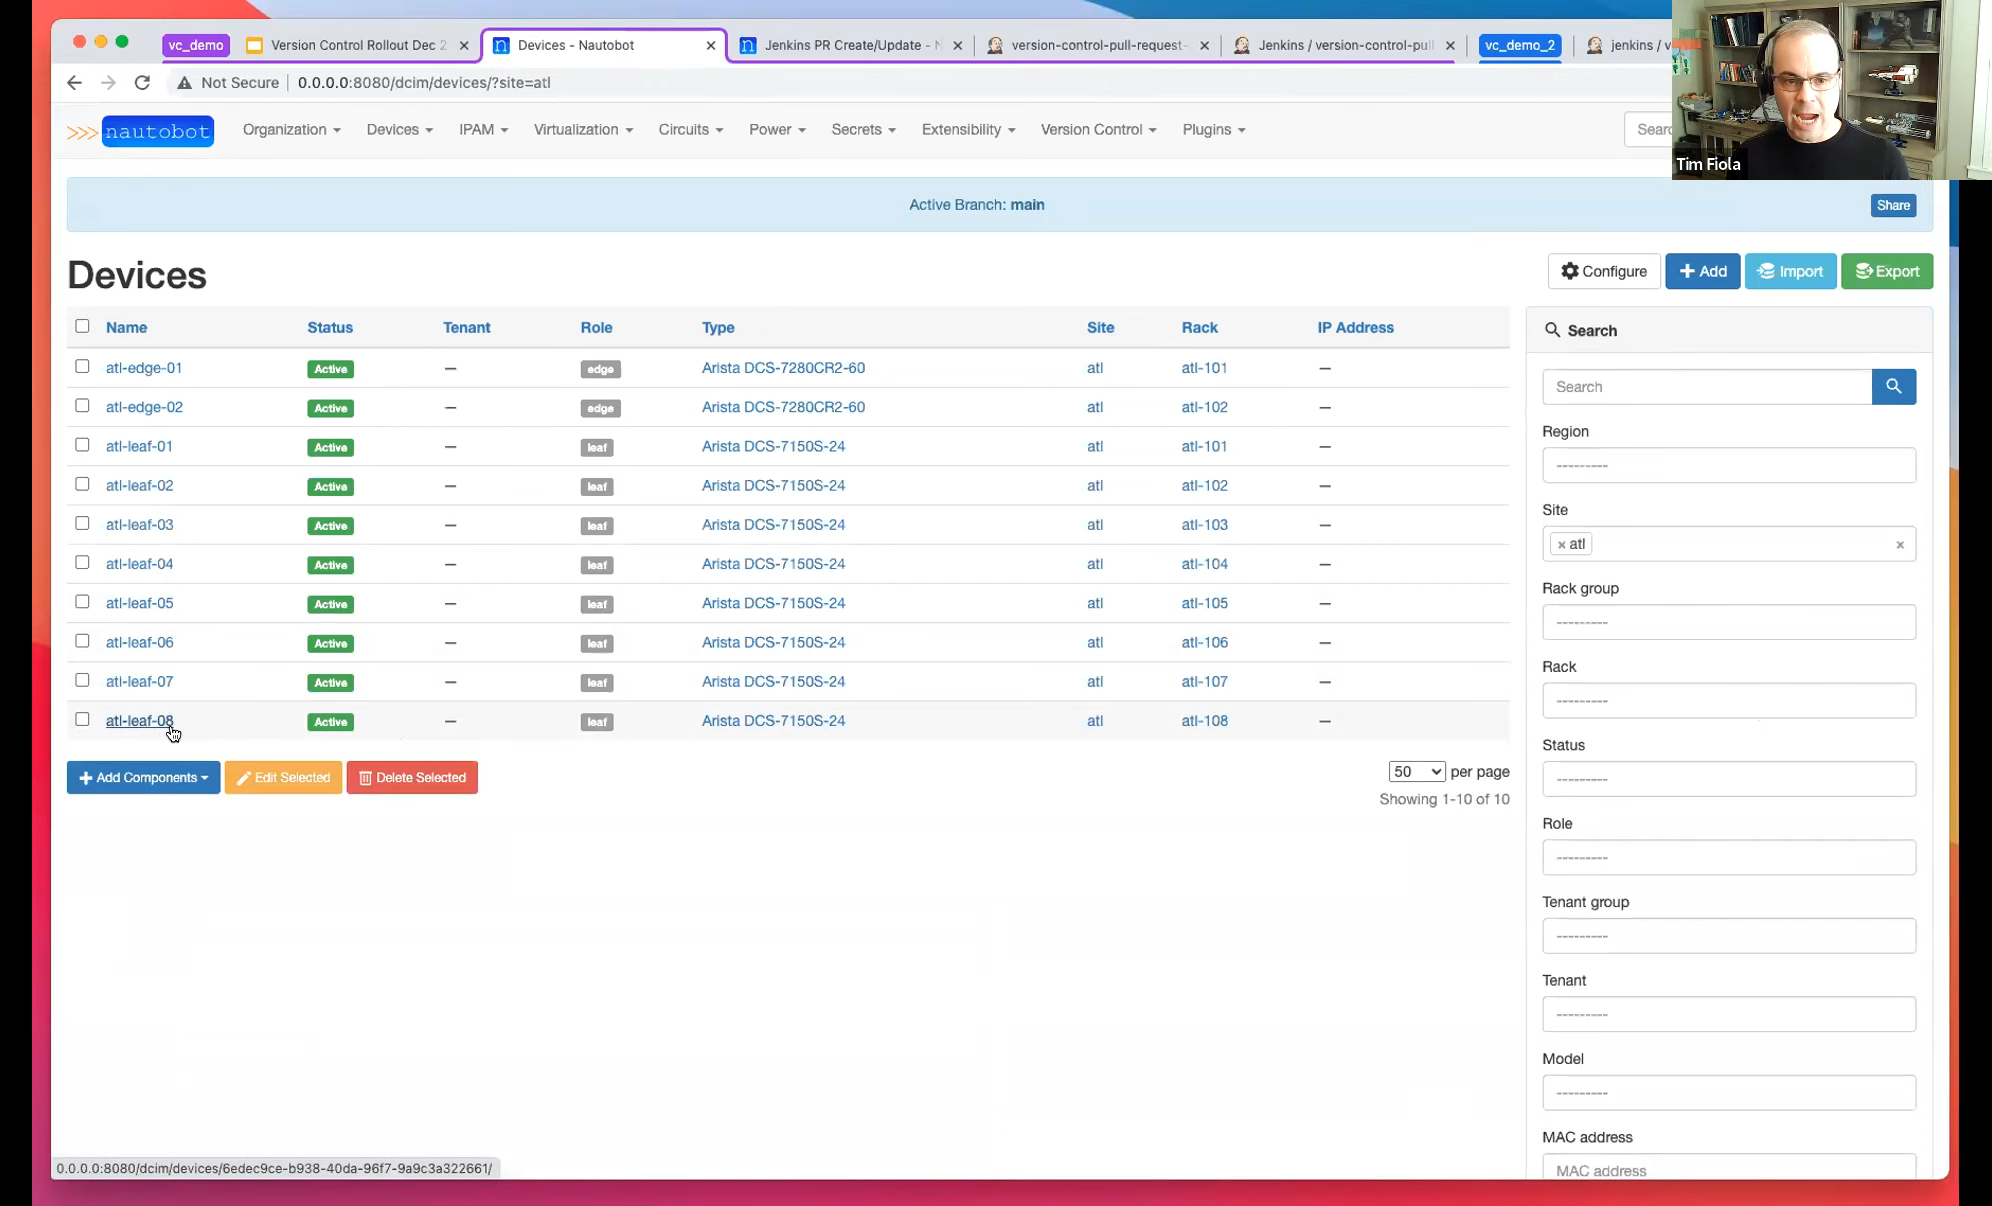 vc_demo
Version Control Rollout Dec 2
Devices - Nautobot
Jenkins PR Create/Update -
version-control-pull-request-
Jenkins / version-control-pul
vc_demo_2
jenkins / v
Not Secure
0.0.0.0:8080/dcim/devices/?site=atl
>>> nautobot
Organization
Devices
IPAM
Virtualization
Circuits
Power
Secrets
Extensibility
Version Control
Plugins
Searc
Tim Fiola
Active Branch: main
Share
Devices
Configure
Add
Import
Export
Name Status Tenant Role Type Site Rack IP Address
atl-edge-01 Active — edge Arista DCS-7280CR2-60 atl atl-101 —
atl-edge-02 Active — edge Arista DCS-7280CR2-60 atl atl-102 —
atl-leaf-01 Active — leaf Arista DCS-7150S-24 atl atl-101 —
atl-leaf-02 Active — leaf Arista DCS-7150S-24 atl atl-102 —
atl-leaf-03 Active — leaf Arista DCS-7150S-24 atl atl-103 —
atl-leaf-04 Active — leaf Arista DCS-7150S-24 atl atl-104 —
atl-leaf-05 Active — leaf Arista DCS-7150S-24 atl atl-105 —
atl-leaf-06 Active — leaf Arista DCS-7150S-24 atl atl-106 —
atl-leaf-07 Active — leaf Arista DCS-7150S-24 atl atl-107 —
atl-leaf-08 Active — leaf Arista DCS-7150S-24 atl atl-108 —
Add Components
Edit Selected
Delete Selected
50 per page
Showing 1-10 of 10
Search
Search
Region
---------
Site
× atl ×
Rack group
---------
Rack
---------
Status
---------
Role
---------
Tenant group
---------
Tenant
---------
Model
---------
MAC address
MAC address
0.0.0.0:8080/dcim/devices/6edec9ce-b938-40da-96f7-9a9c3a322661/